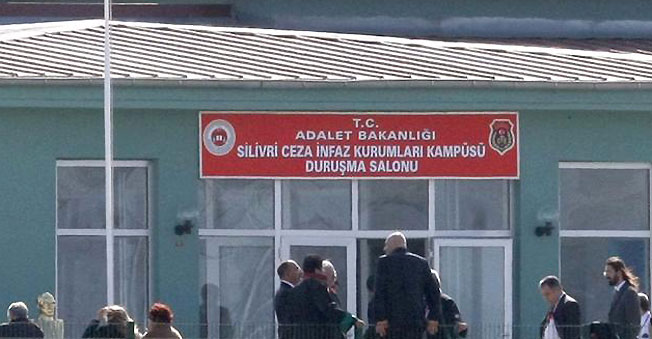 T.C.
ADALET BAKANLIĞI
SİLİVRİ CEZA İNFAZ KURUMLARI KAMPÜSÜ
DURUŞMA SALONU